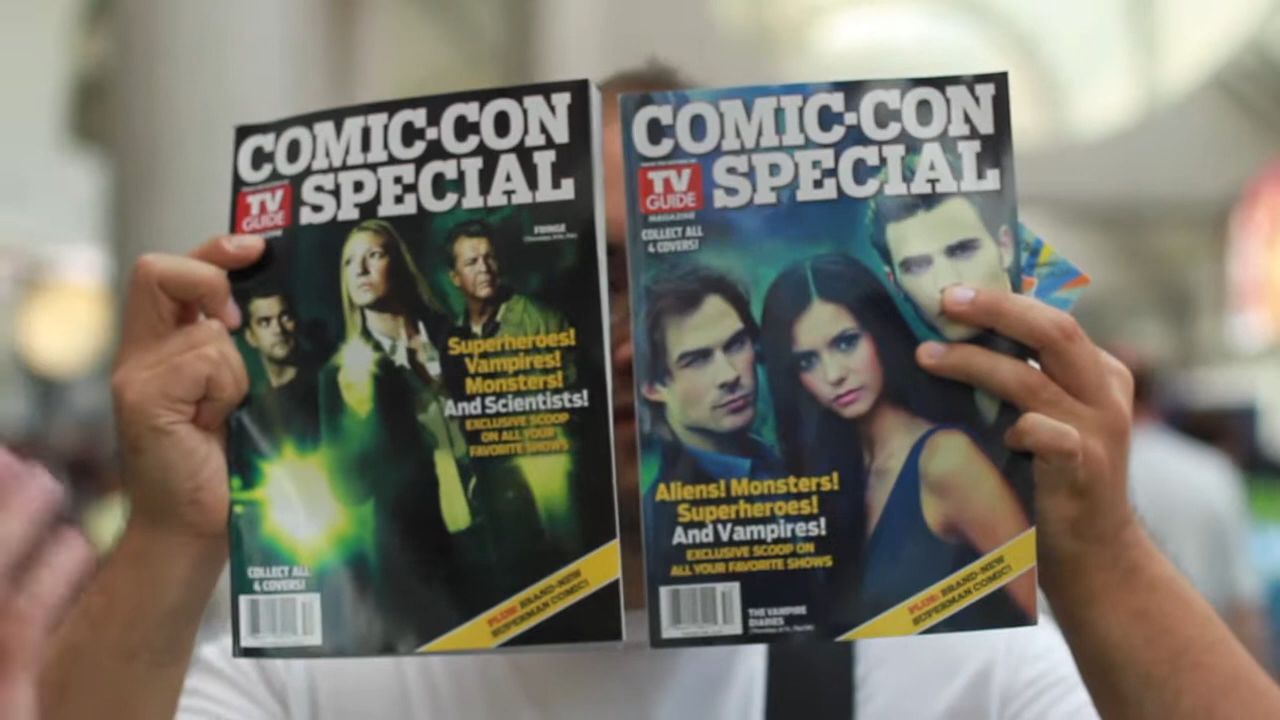 COMIC-CON
SPECIAL
TV
GUIDE
MAGAZINE
FRINGE
Superheroes!
Vampires!
Monsters!
And Scientists!
EXCLUSIVE SCOOP
ON ALL YOUR
FAVORITE SHOWS
COLLECT ALL
4 COVERS!
PLUS: BRAND-NEW
SUPERMAN COMIC!
COMIC-CON
SPECIAL
TV
GUIDE
MAGAZINE
COLLECT ALL
4 COVERS!
Aliens! Monsters!
Superheroes!
And Vampires!
EXCLUSIVE SCOOP ON
ALL YOUR FAVORITE SHOWS
THE VAMPIRE
DIARIES
PLUS: BRAND-NEW
SUPERMAN COMIC!